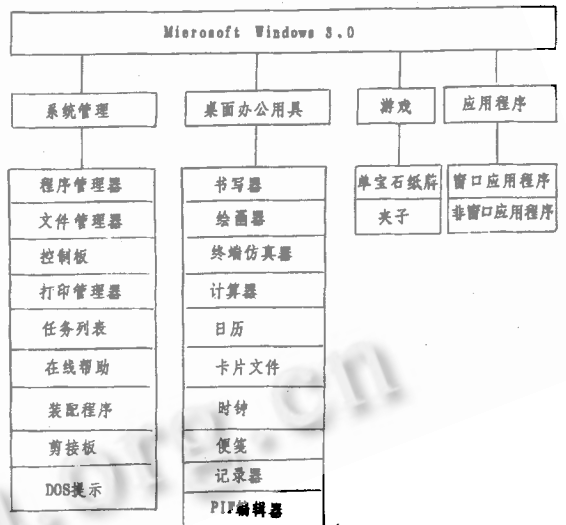 Microsoft Windows 3.0
系统管理
桌面办公用具
游戏
应用程序
程序管理器
文件管理器
控制板
打印管理器
任务列表
在线帮助
装配程序
剪接板
DOS提示
书写器
绘画器
终端仿真器
计算器
日历
卡片文件
时钟
便笺
记录器
PIF编辑器
单宝石纸牌
夹子
窗口应用程序
非窗口应用程序
org.cn